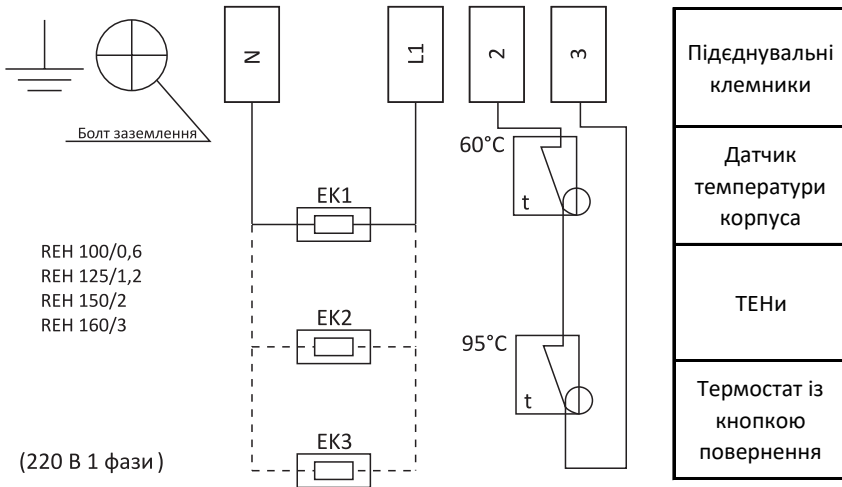 N
L1
2
3
Болт заземлення
60°C
t
EK1
REH 100/0,6
REH 125/1,2
REH 150/2
REH 160/3
EK2
95°C
t
EK3
(220 В 1 фази)
Підєднувальні
клемники
Датчик
температури
корпуса
ТЕНи
Термостат із
кнопкою
повернення